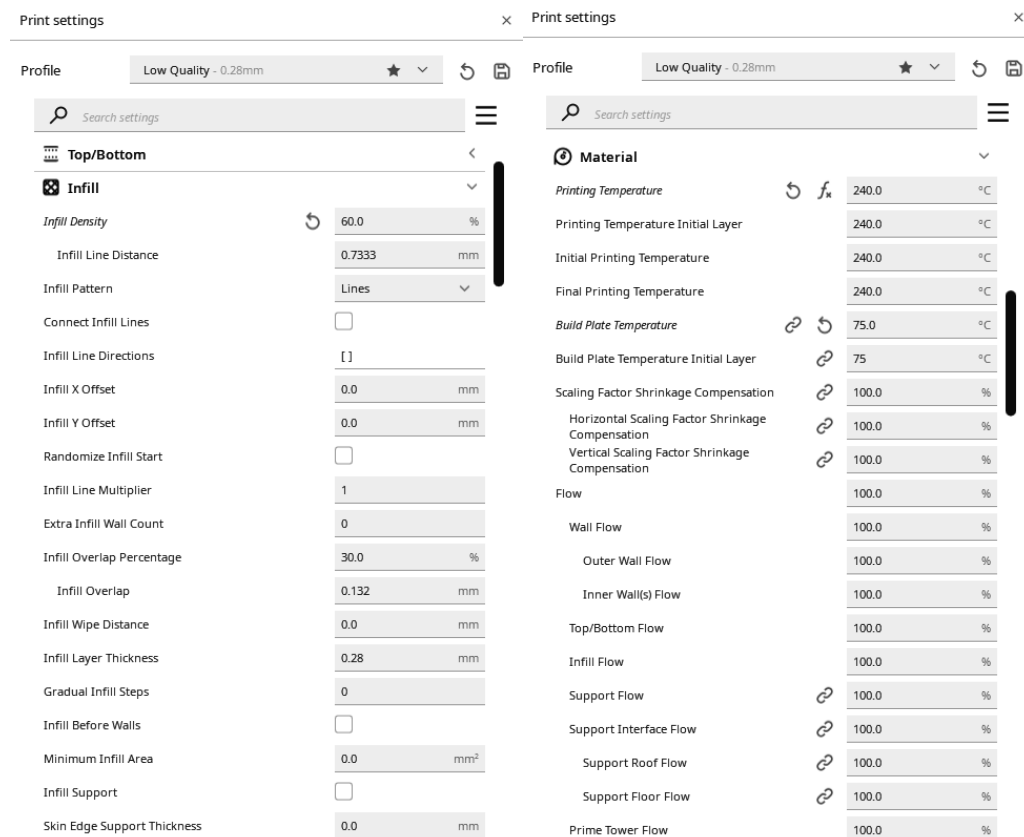 Print settings
Profile
Low Quality - 0.28mm
Search settings
Top/Bottom
Infill
Infill Density 60.0 %
Infill Line Distance 0.7333 mm
Infill Pattern Lines
Connect Infill Lines
Infill Line Directions [ ]
Infill X Offset 0.0 mm
Infill Y Offset 0.0 mm
Randomize Infill Start
Infill Line Multiplier 1
Extra Infill Wall Count 0
Infill Overlap Percentage 30.0 %
Infill Overlap 0.132 mm
Infill Wipe Distance 0.0 mm
Infill Layer Thickness 0.28 mm
Gradual Infill Steps 0
Infill Before Walls
Minimum Infill Area 0.0 mm²
Infill Support
Skin Edge Support Thickness 0.0 mm
Print settings
Profile
Low Quality - 0.28mm
Search settings
Material
Printing Temperature fx 240.0 °C
Printing Temperature Initial Layer 240.0 °C
Initial Printing Temperature 240.0 °C
Final Printing Temperature 240.0 °C
Build Plate Temperature 75.0 °C
Build Plate Temperature Initial Layer 75 °C
Scaling Factor Shrinkage Compensation 100.0 %
Horizontal Scaling Factor Shrinkage
Compensation 100.0 %
Vertical Scaling Factor Shrinkage
Compensation 100.0 %
Flow 100.0 %
Wall Flow 100.0 %
Outer Wall Flow 100.0 %
Inner Wall(s) Flow 100.0 %
Top/Bottom Flow 100.0 %
Infill Flow 100.0 %
Support Flow 100.0 %
Support Interface Flow 100.0 %
Support Roof Flow 100.0 %
Support Floor Flow 100.0 %
Prime Tower Flow 100.0 %